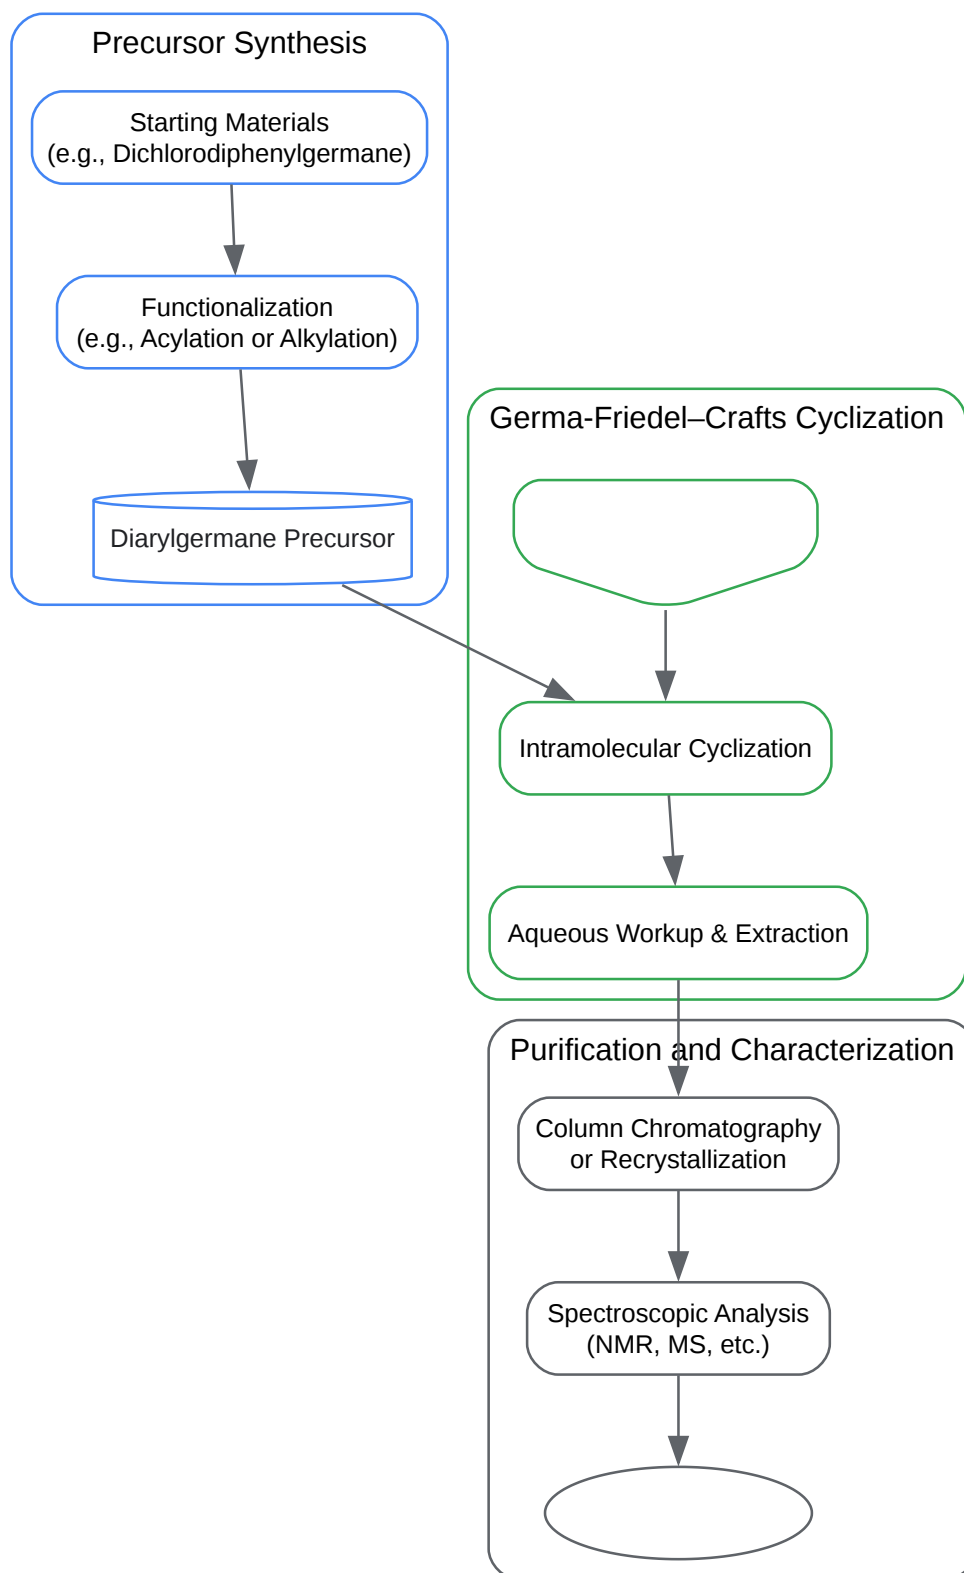 Precursor Synthesis
Starting Materials
(e.g., Dichlorodiphenylgermane)
Functionalization
(e.g., Acylation or Alkylation)
Diarylgermane Precursor
Germa-Friedel–Crafts Cyclization
Intramolecular Cyclization
Aqueous Workup & Extraction
Purification and Characterization
Column Chromatography
or Recrystallization
Spectroscopic Analysis
(NMR, MS, etc.)